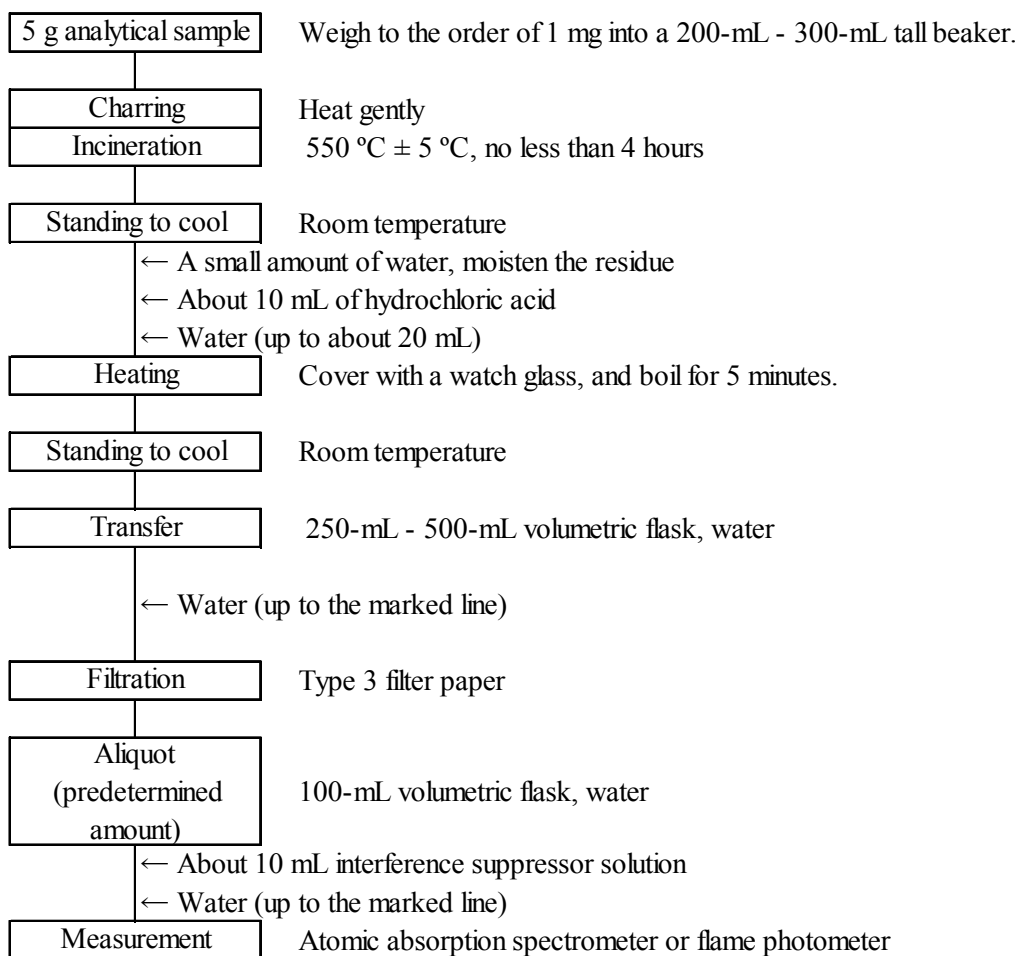 5 g analytical sample Weigh to the order of 1 mg into a 200-mL - 300-mL tall beaker.
Charring Heat gently
Incineration 550 ºC ± 5 ºC, no less than 4 hours
Standing to cool Room temperature
← A small amount of water, moisten the residue
← About 10 mL of hydrochloric acid
← Water (up to about 20 mL)
Heating Cover with a watch glass, and boil for 5 minutes.
Standing to cool Room temperature
Transfer 250-mL - 500-mL volumetric flask, water
← Water (up to the marked line)
Filtration Type 3 filter paper
Aliquot
(predetermined 100-mL volumetric flask, water
amount)
← About 10 mL interference suppressor solution
← Water (up to the marked line)
Measurement Atomic absorption spectrometer or flame photometer